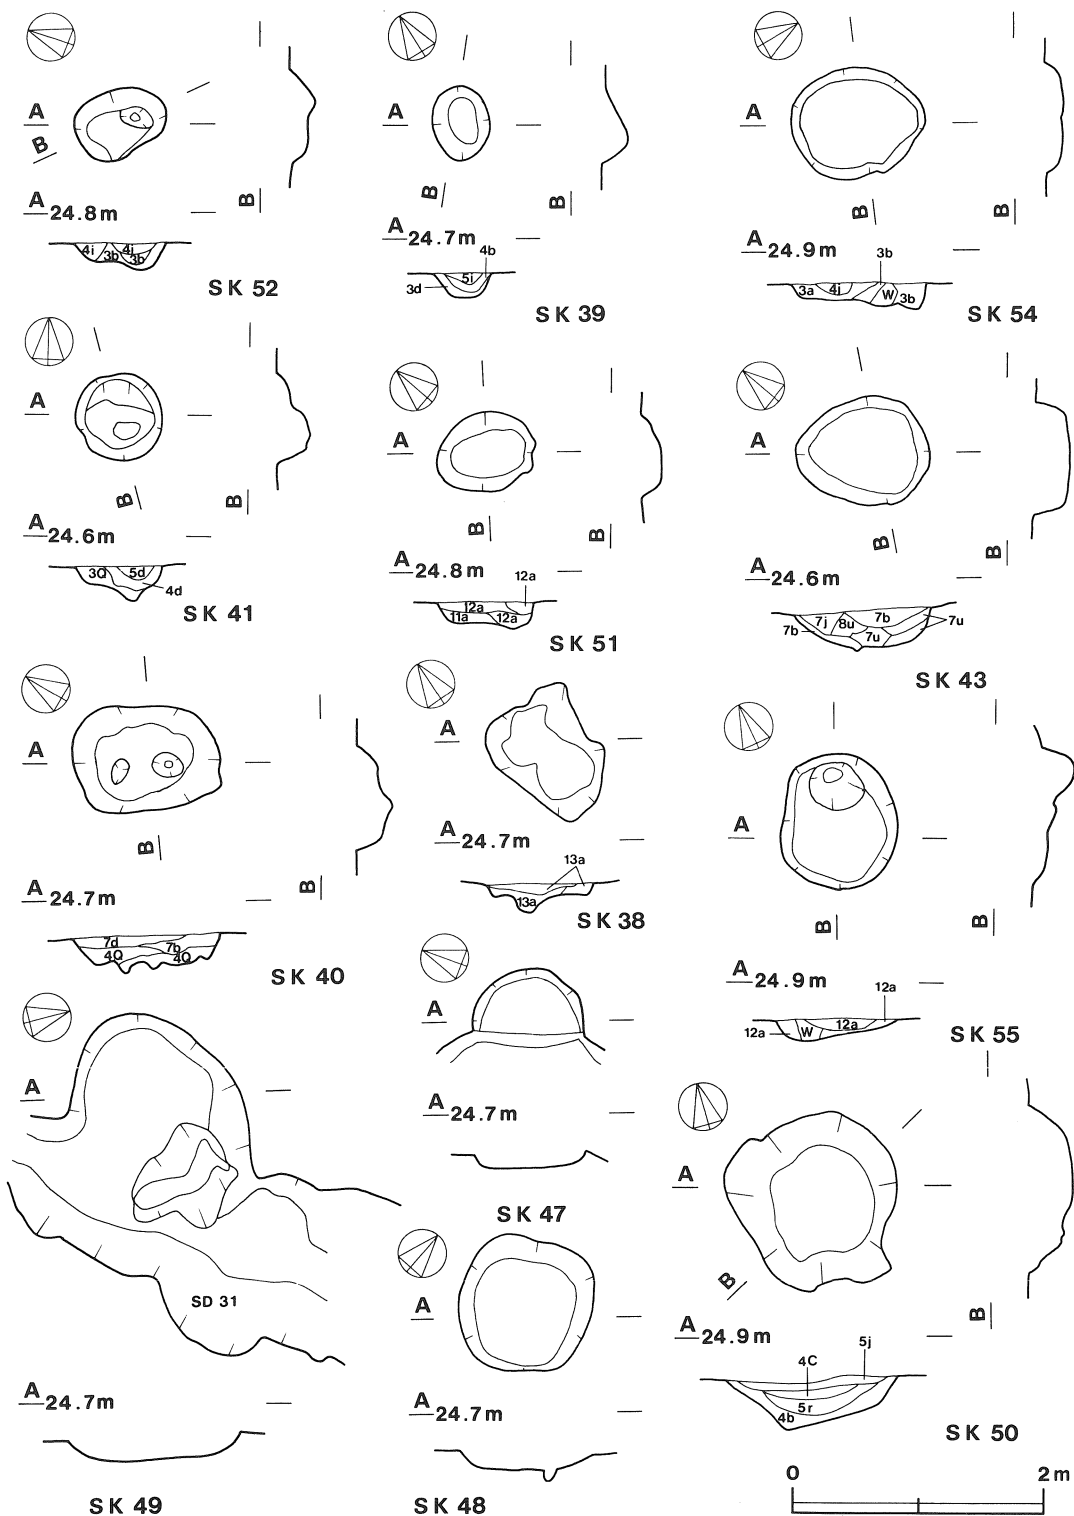 A
B
A 24.8m
B
4i 3b 4i 3b
SK 52
A
B
B
A 24.7m
4b
5i
3d
SK 39
A
B
B
A 24.9m
3b
3a 4j W 3b
SK 54
A
B
B
A 24.6m
3Q 5d
4d
SK 41
A
B
B
A 24.8m
12a
12a
11a 12a
SK 51
A
B
B
A 24.6m
7j 8u 7b
7b 7u 7u
SK 43
A
B
B
A 24.7m
7d 7b
4Q 4Q
SK 40
A
A 24.7m
13a
13a
SK 38
A
B
B
A 24.9m
12a
12a W 12a
SK 55
A
SD 31
A 24.7m
SK 49
A
A 24.7m
SK 47
A
A 24.7m
SK 48
A
B
B
A 24.9m
5j
4C
5r
4b
SK 50
0 2m